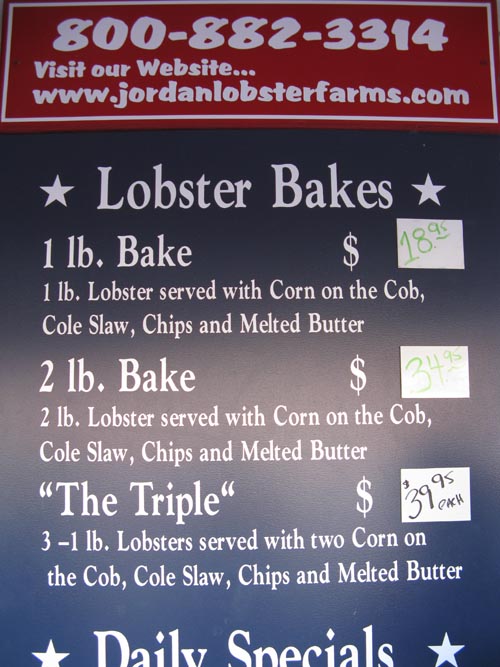 800-882-3314
Visit our Website...
www.jordanlobsterfarms.com
★ Lobster Bakes ★
1 lb. Bake $ 18.95
1 lb. Lobster served with Corn on the Cob,
Cole Slaw, Chips and Melted Butter
2 lb. Bake $ 34.95
2 lb. Lobster served with Corn on the Cob,
Cole Slaw, Chips and Melted Butter
"The Triple" $ $39.95 EACH
3 –1 lb. Lobsters served with two Corn on
the Cob, Cole Slaw, Chips and Melted Butter
★ Daily Specials ★